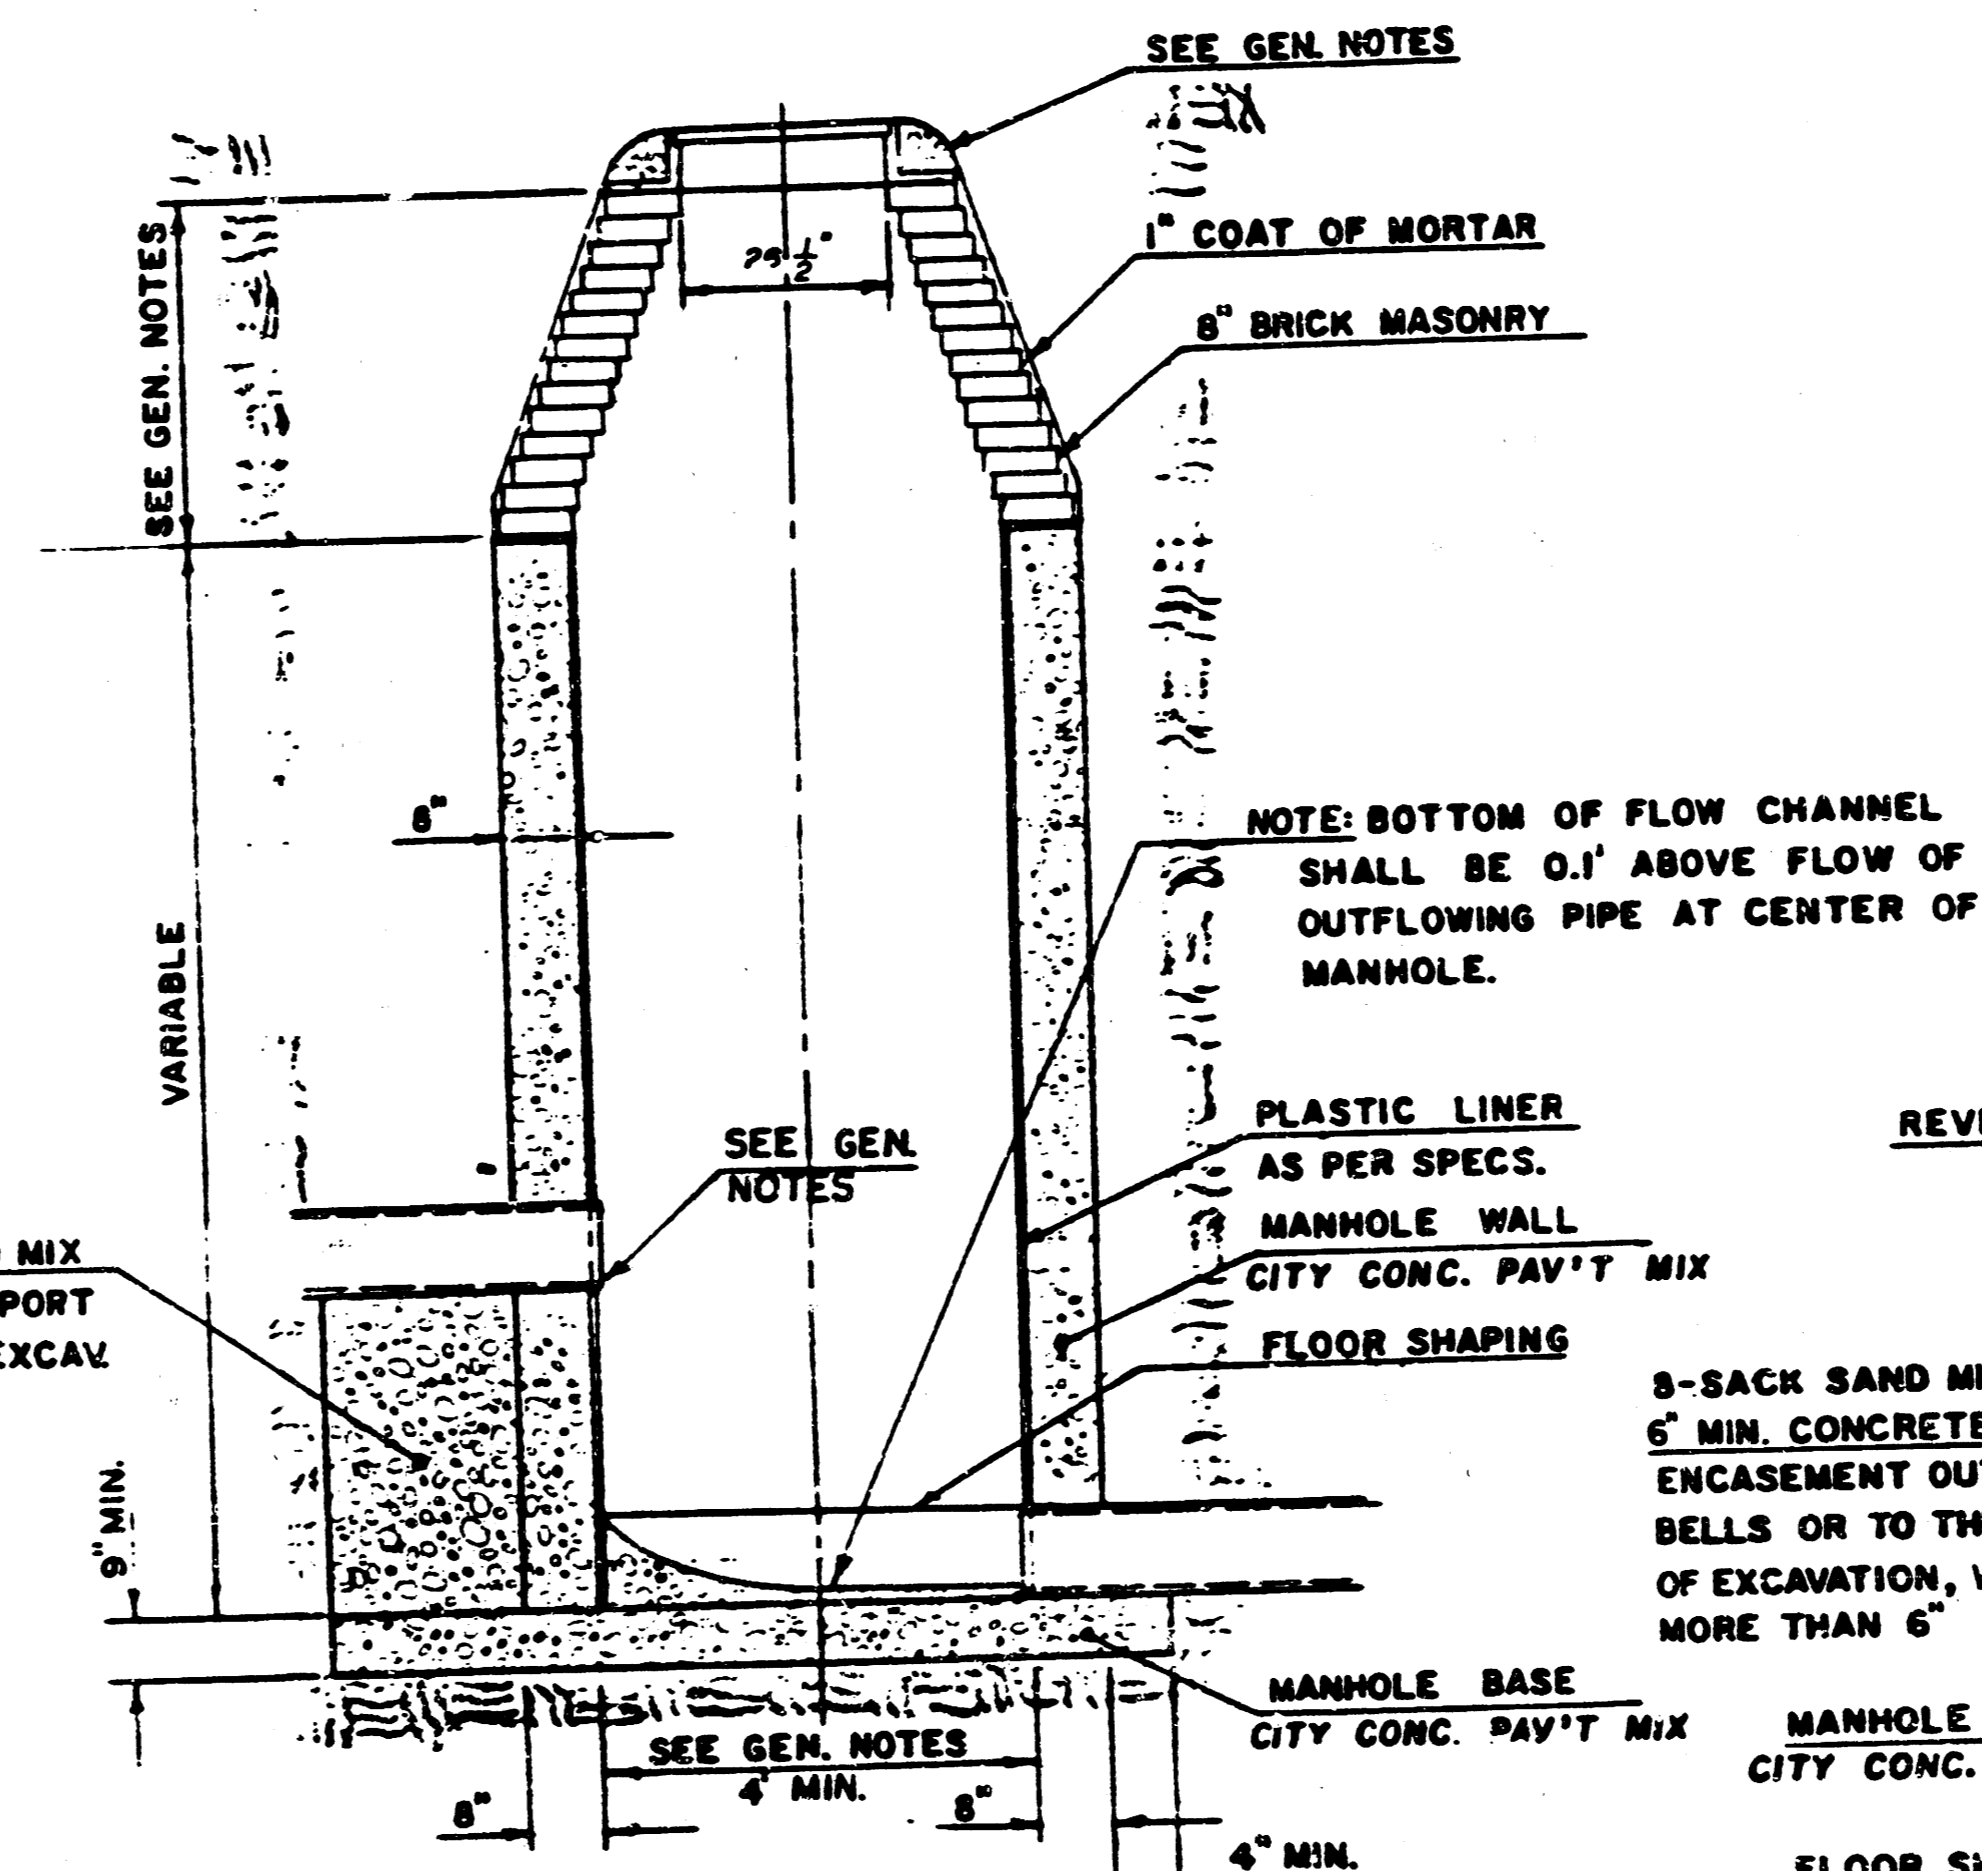 SEE GEN. NOTES
1" COAT OF MORTAR
8" BRICK MASONRY
SEE GEN. NOTES
8"
VARIABLE
NOTE: BOTTOM OF FLOW CHANNEL
SHALL BE 0.1' ABOVE FLOW OF
OUTFLOWING PIPE AT CENTER OF
MANHOLE.
SEE GEN.
NOTES
PLASTIC LINER
AS PER SPECS.
MANHOLE WALL
CITY CONC. PAV'T MIX
FLOOR SHAPING
MIX
PORT
EXCAV.
9" MIN.
8-SACK SAND
6" MIN. CONCRETE
ENCASEMENT
BELLS OR TO
OF EXCAVATION,
MORE THAN 6"
MANHOLE BASE
CITY CONC. PAV'T MIX
MANHOLE
CITY CONC.
SEE GEN. NOTES
4' MIN.
8"
8"
4" MIN.
FLOOR